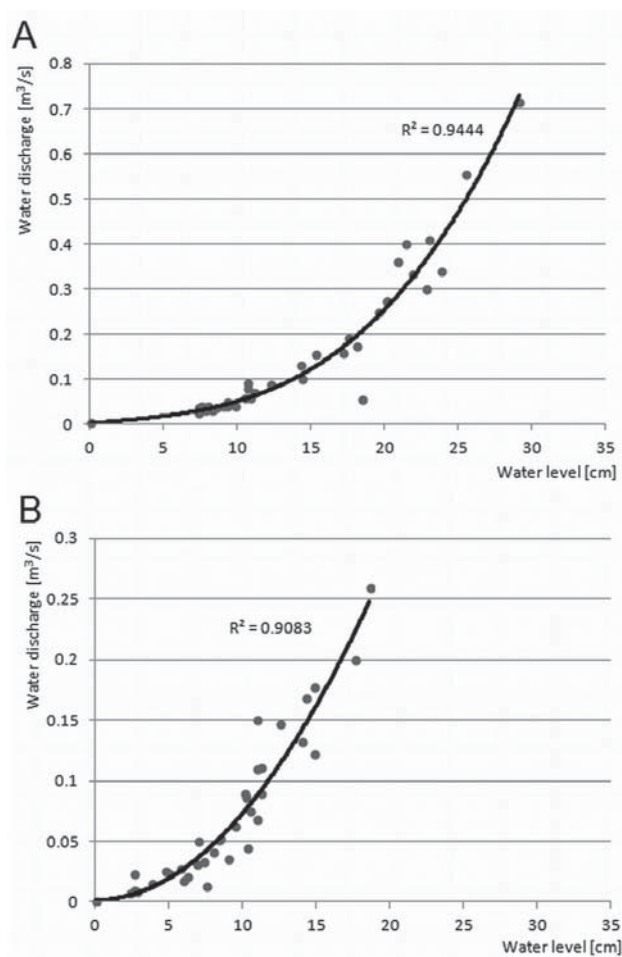 A
Water discharge [m³/s]
0.8
0.7
0.6
0.5
0.4
0.3
0.2
0.1
0
R² = 0.9444
0 5 10 15 20 25 30 35
Water level [cm]
B
Water discharge [m³/s]
0.3
0.25
0.2
0.15
0.1
0.05
0
R² = 0.9083
0 5 10 15 20 25 30 35
Water level [cm]